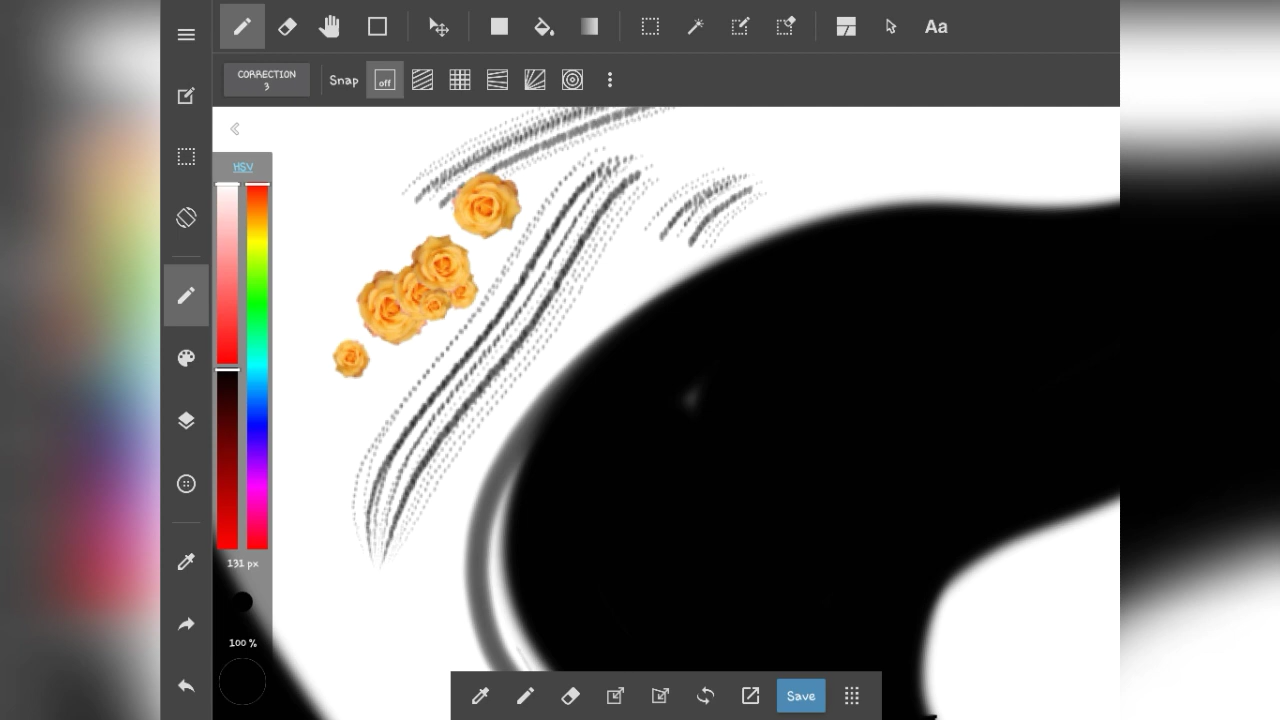 Aa
CORRECTION
3
Snap
off
HSV
131 px
100 %
Save